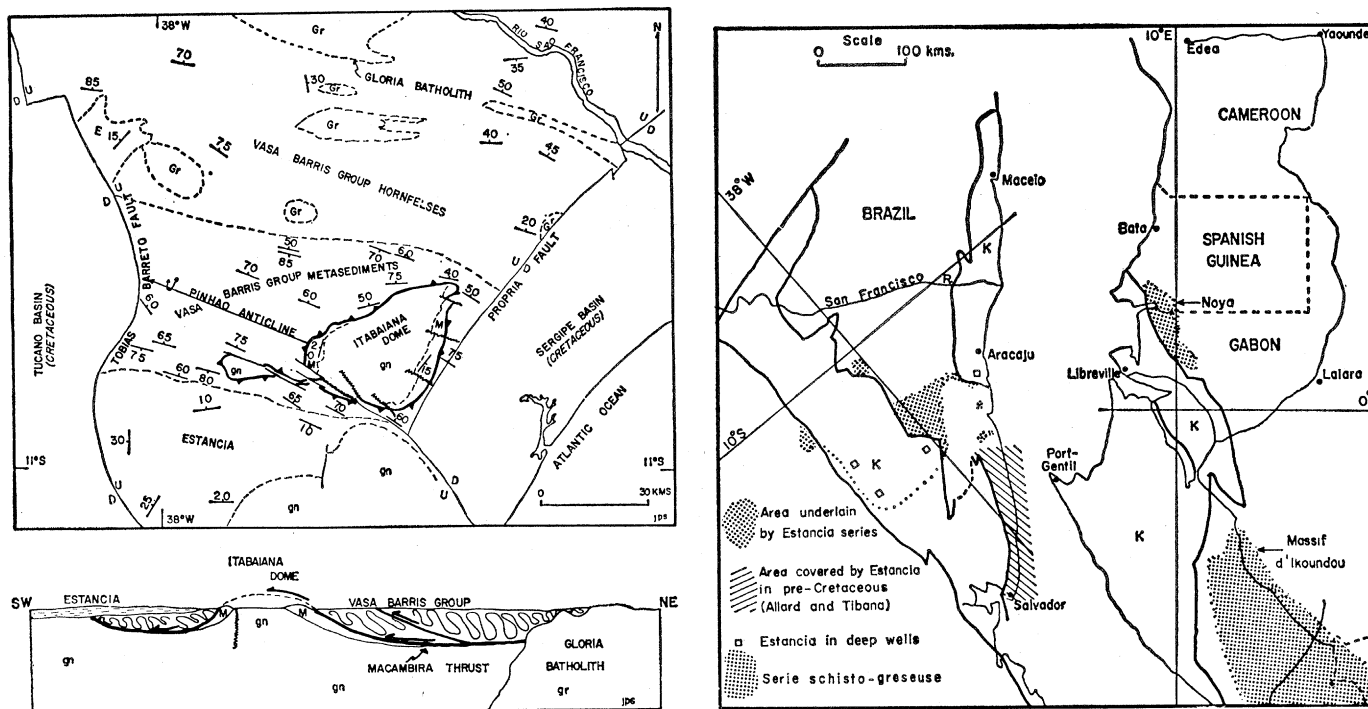 38°W
40
N
Gr
RIO SAO FRANCISCO
70
35
85
30
GLORIA BATHOLITH
50
U
D
Gr
Gr
Gr
U
D
E
15
75
40
45
Gr
VASA BARRIS GROUP HORNFELSES
D
Gr
20
Gr
50
85
70
60
U
D
TUCANO BASIN
(CRETACEOUS)
TOBIAS BARRETO FAULT
60
70
BARRIS GROUP METASEDIMENTS
75
40
50
PINHAO ANTICLINE
60
50
VASA
PROPRIA FAULT
SERGIPE BASIN
(CRETACEOUS)
ITABAIANA
DOME
M
gn
65
75
75
75
15
60
80
gn
M
10
65
70
60
10
ESTANCIA
30
ATLANTIC OCEAN
11°S
gn
11°S
D
U
25
20
gn
U
D
0
30 KMS
38°W
jps
ITABAIANA
DOME
SW
ESTANCIA
VASA BARRIS GROUP
NE
M
gn
M
GLORIA
BATHOLITH
MACAMBIRA THRUST
gn
gn
gr
jps
Scale
0
100 kms.
10°E
Edea
Yaounde
CAMEROON
38°W
Maceio
BRAZIL
Bata
SPANISH
GUINEA
K
San Francisco
R.
Noya
GABON
Aracaju
Libreville
Lalara
0°
10°S
K
K
Port-
Gentil
K
Area underlain
by Estancia series
Massif
d'Ikoundou
Area covered by Estancia
in pre-Cretaceous
(Allard and Tibana)
Salvador
Estancia in deep wells
Serie schisto-greseuse